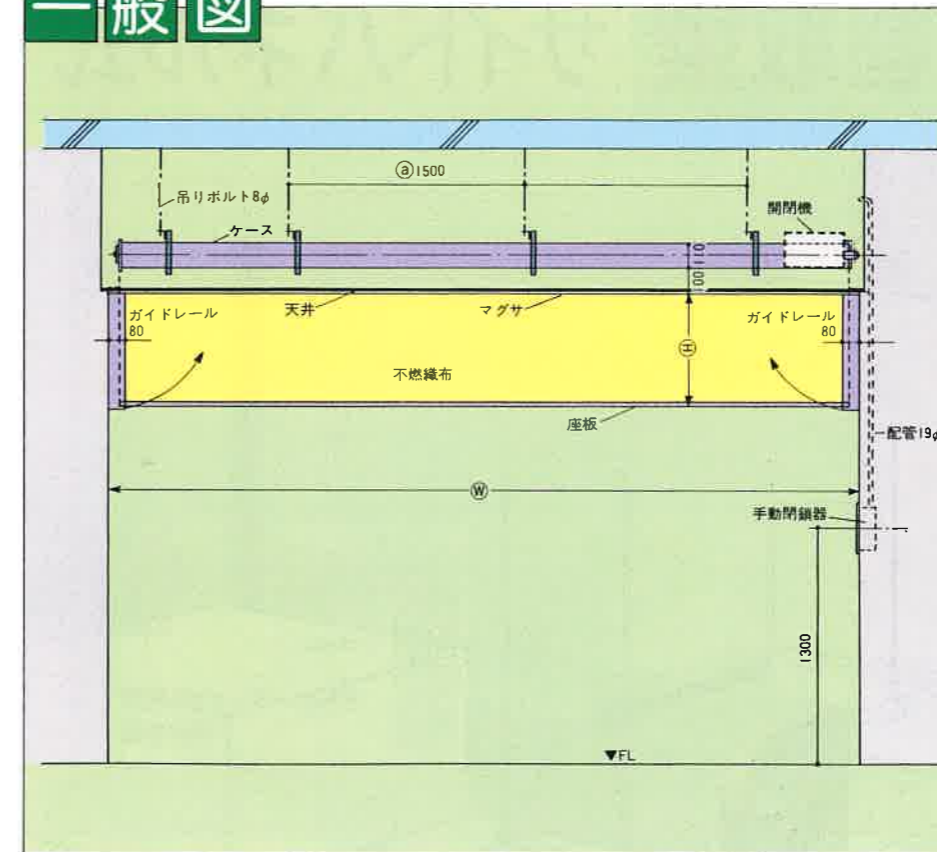 一般図
ⓐ1500
吊りボルト8φ
開閉機
ケース
110
100
天井
マグサ
ガイドレール
80
ガイドレール
80
Ⓗ
不燃織布
座板
配管19φ
Ⓦ
手動閉鎖器
1300
▼FL